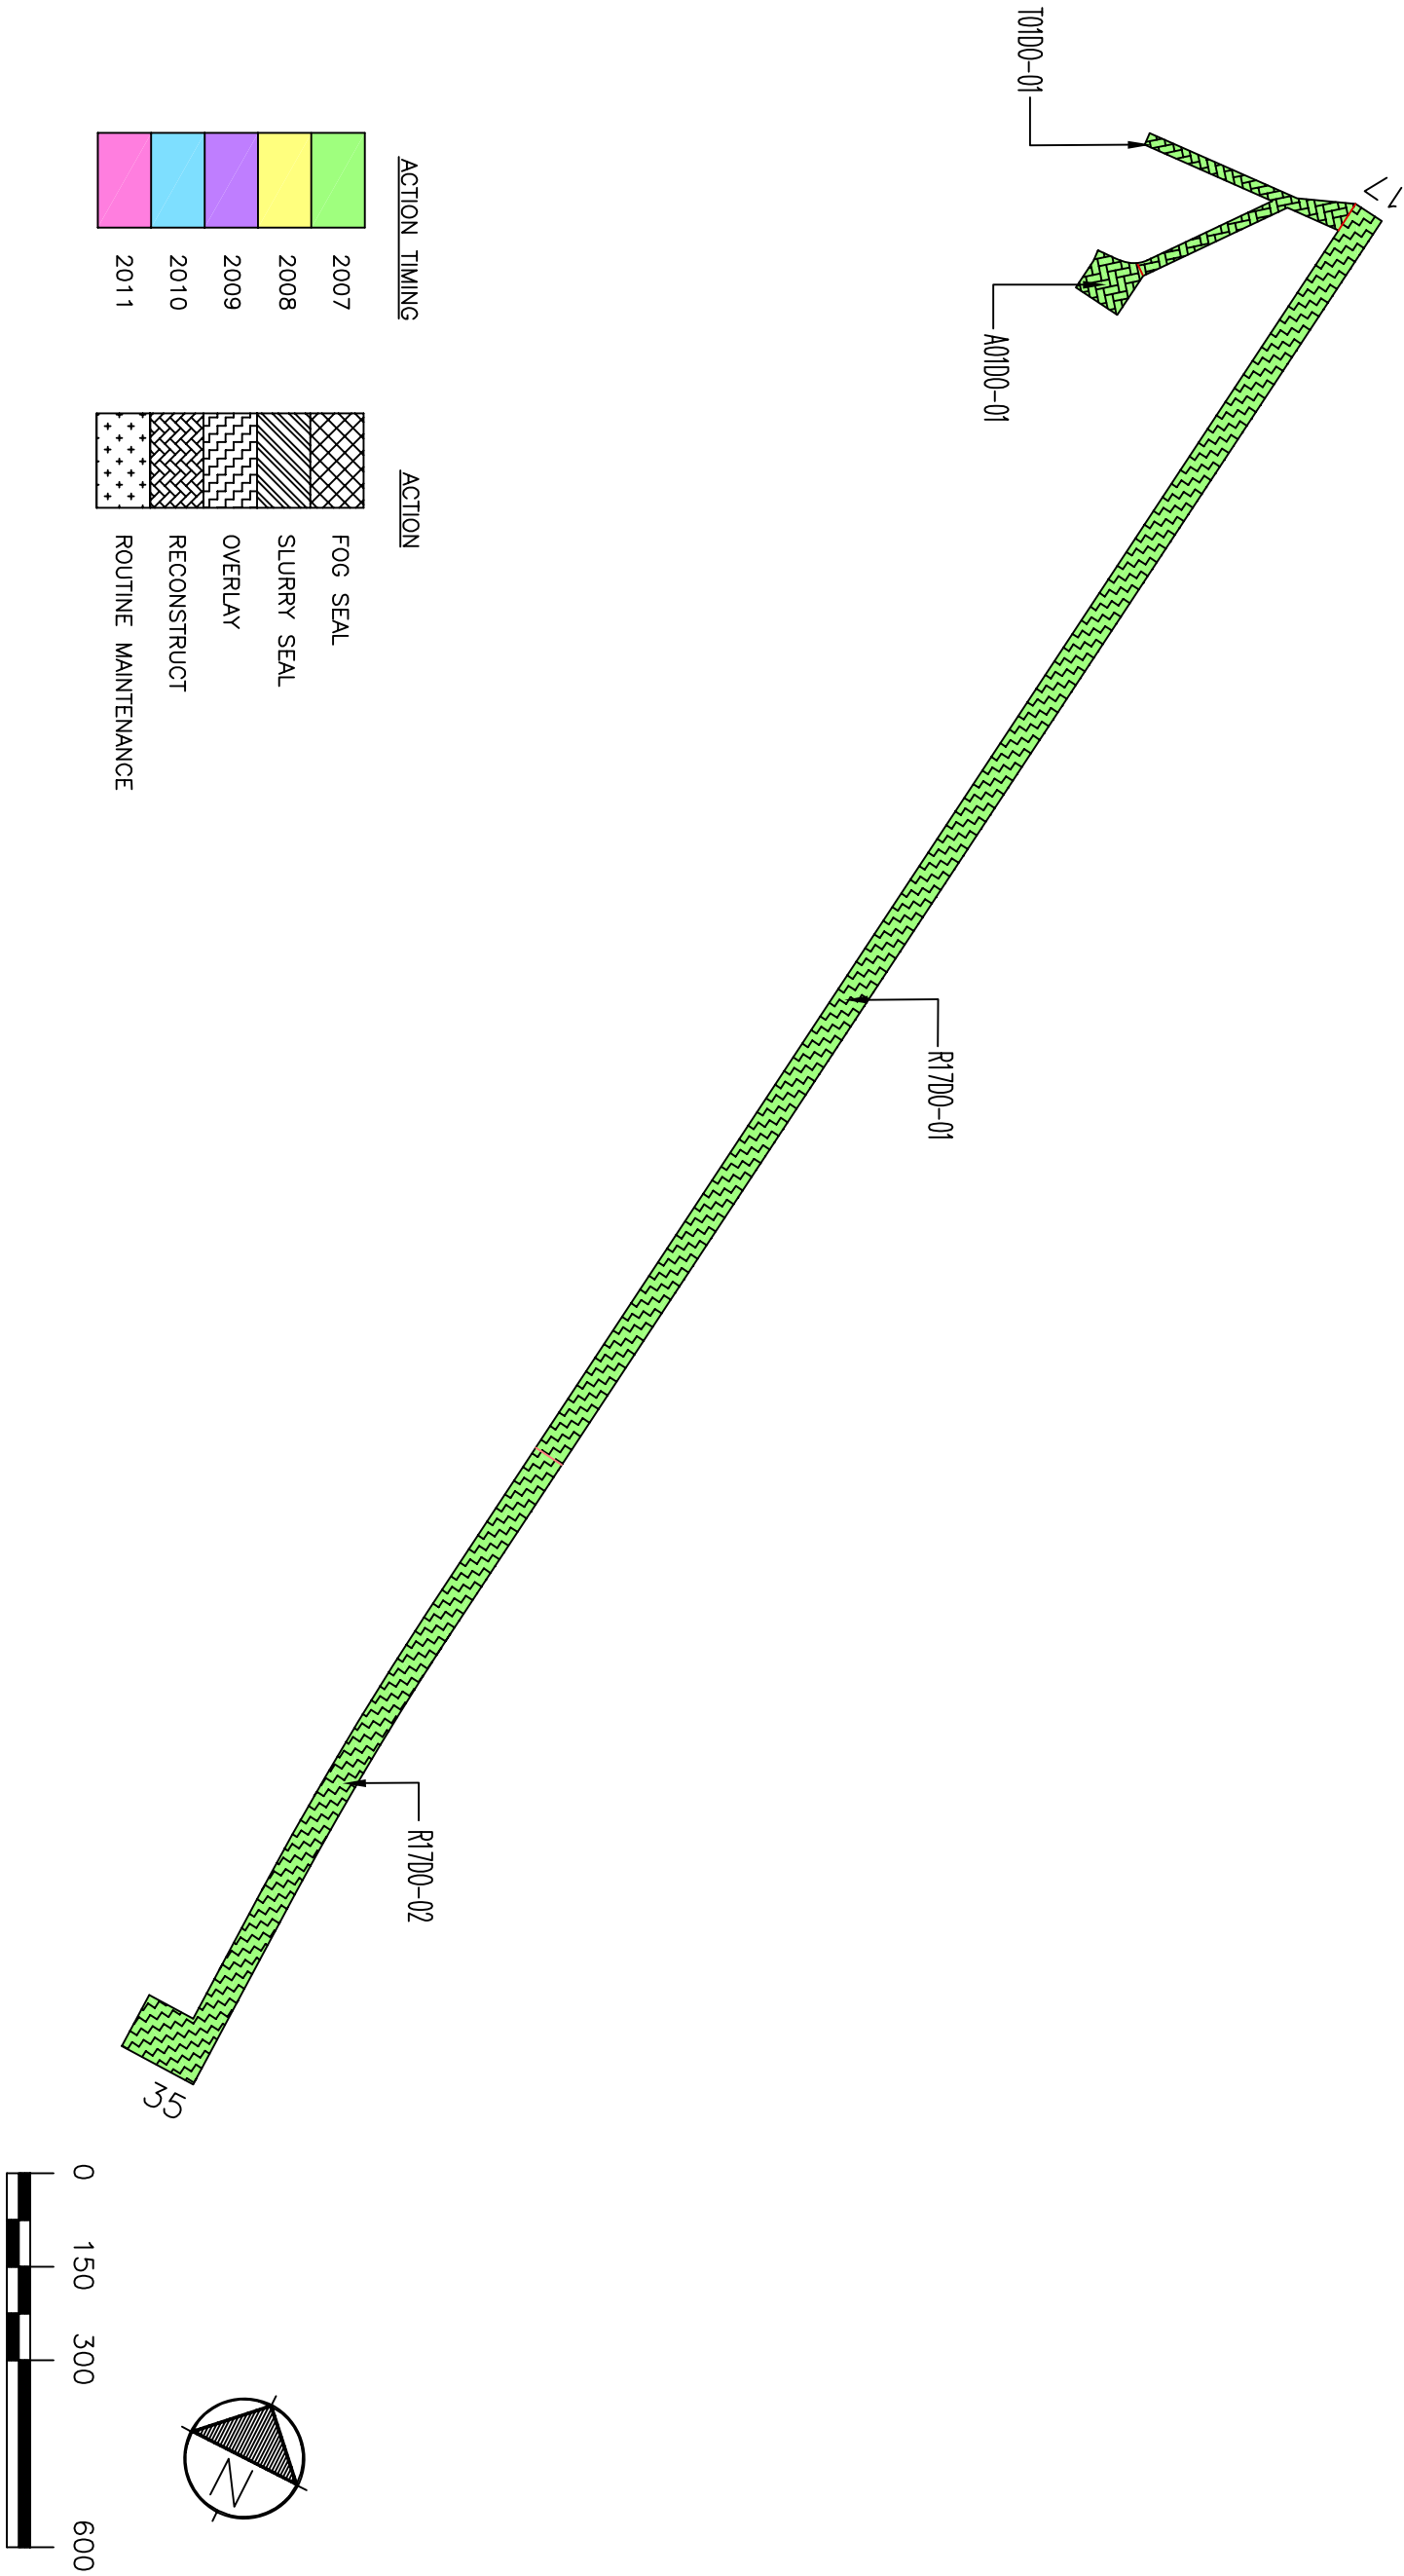 T01DO-01
17
A01DO-01
R17DO-01
R17DO-02
35
ACTION TIMING
2007
2008
2009
2010
2011
ACTION
FOG SEAL
SLURRY SEAL
OVERLAY
RECONSTRUCT
ROUTINE MAINTENANCE
0
150
300
600
N